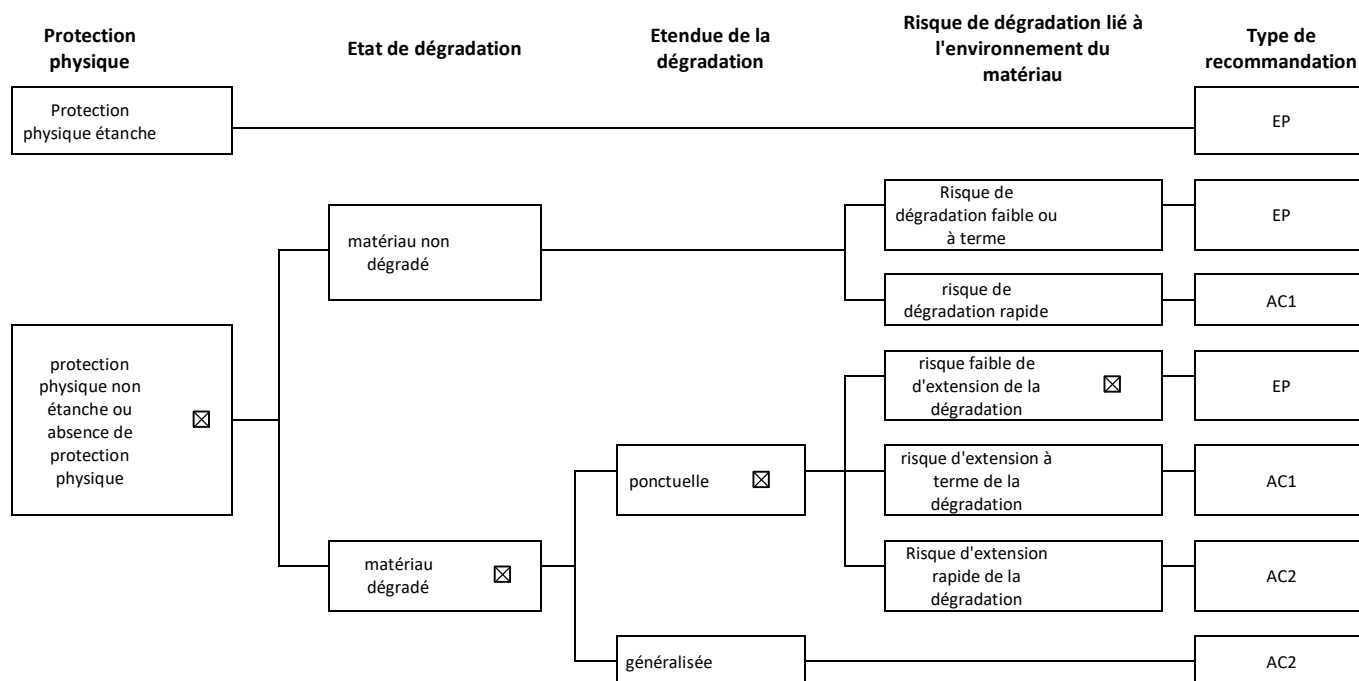 Protection
physique
Etat de dégradation
Etendue de la
dégradation
Risque de dégradation lié à
l'environnement du
matériau
Type de
recommandation
Protection
physique étanche
EP
protection
physique non
étanche ou
absence de
protection
physique
☒
matériau non
dégradé
Risque de
dégradation faible ou
à terme
EP
risque de
dégradation rapide
AC1
matériau
dégradé
☒
ponctuelle ☒
risque faible de
d'extension de la
dégradation
☒
EP
risque d'extension à
terme de la
dégradation
AC1
Risque d'extension
rapide de la
dégradation
AC2
généralisée
AC2